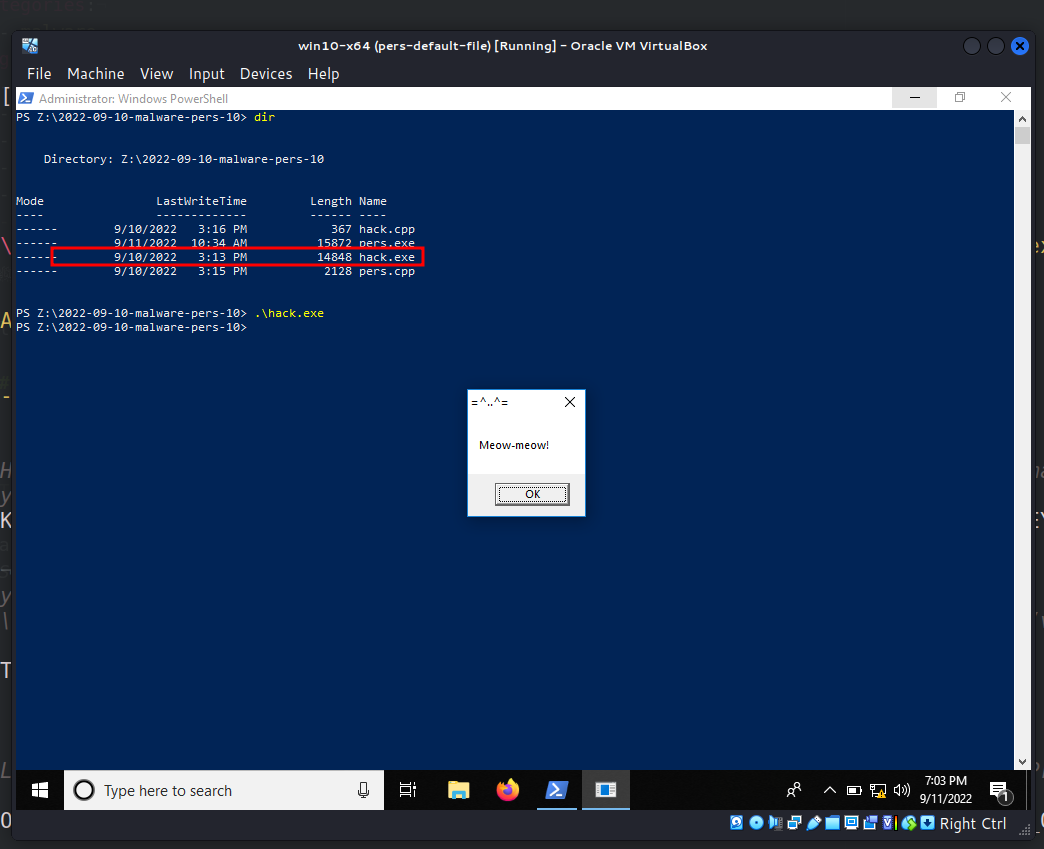 win10-x64 (pers-default-file) [Running] - Oracle VM VirtualBox
File Machine View Input Devices Help
Administrator: Windows PowerShell
PS Z:\2022-09-10-malware-pers-10> dir
Directory: Z:\2022-09-10-malware-pers-10
Mode LastWriteTime Length Name
---- ------------- ------ ----
------ 9/10/2022 3:16 PM 367 hack.cpp
------ 9/11/2022 10:34 AM 15872 pers.exe
------ 9/10/2022 3:13 PM 14848 hack.exe
------ 9/10/2022 3:15 PM 2128 pers.cpp
PS Z:\2022-09-10-malware-pers-10> .\hack.exe
PS Z:\2022-09-10-malware-pers-10>
=^..^=
Meow-meow!
OK
Type here to search
7:03 PM
9/11/2022
1
Right Ctrl